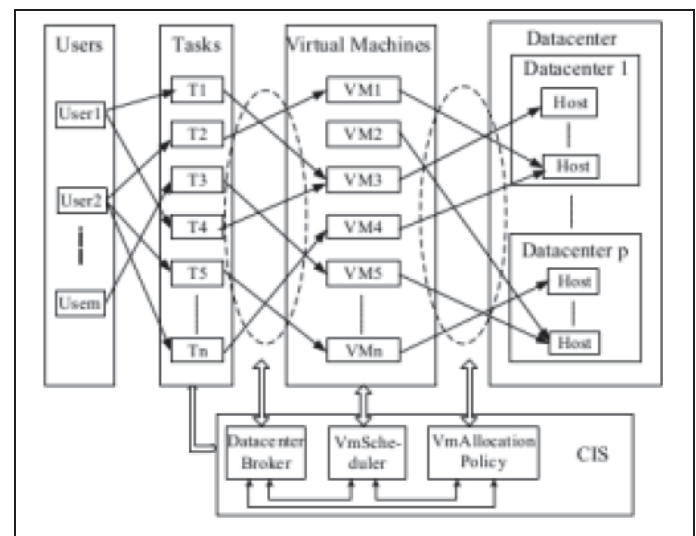 Users
Tasks
Virtual Machines
Datacenter
User1
User2
Usern
T1
T2
T3
T4
T5
Tn
VM1
VM2
VM3
VM4
VM5
VMn
Datacenter 1
Host
Host
Datacenter p
Host
Host
Datacenter
Broker
VmSche-
duler
VmAllocation
Policy
CIS